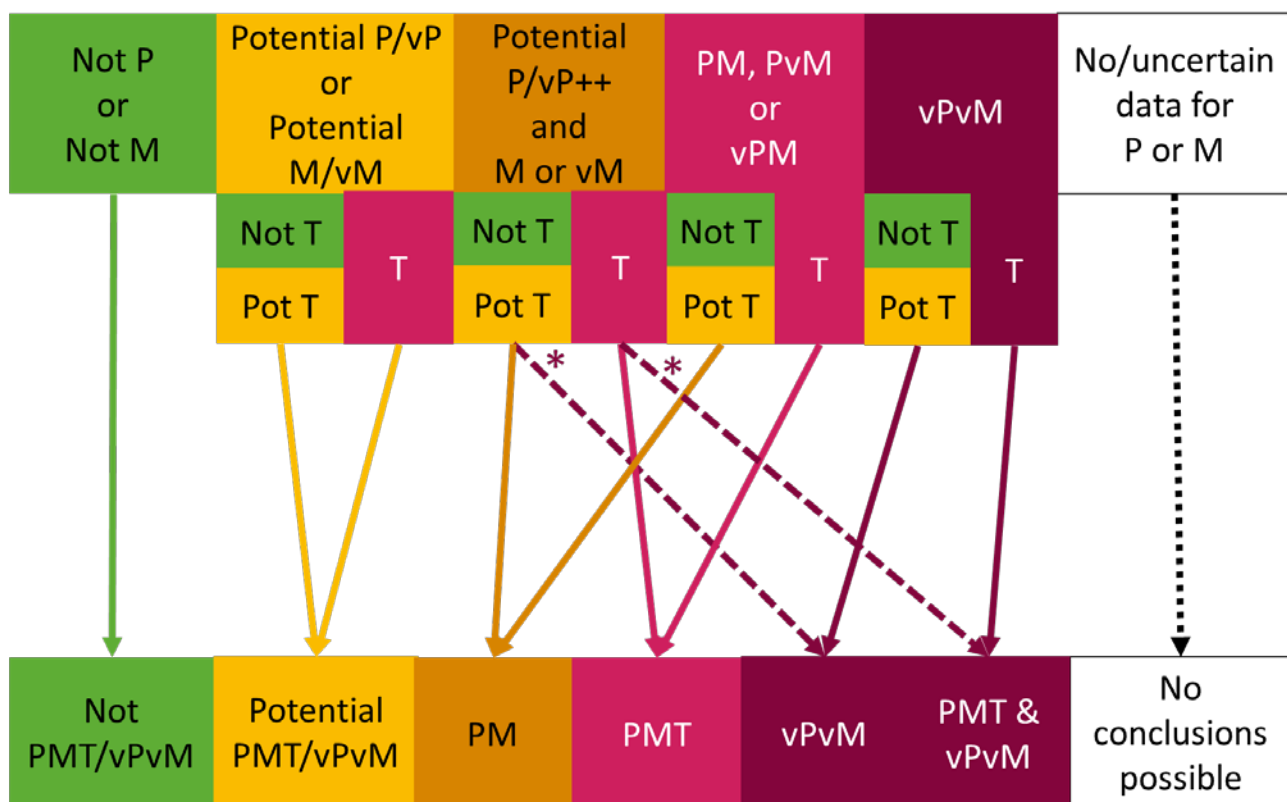 Not P
or
Not M
Potential P/vP
or
Potential
M/vM
Potential
P/vP++
and
M or vM
PM, PvM
or
vPM
vPvM
No/uncertain
data for
P or M
Not T
Pot T
T
Not T
Pot T
T
Not T
Pot T
T
Not T
Pot T
T
*
*
Not
PMT/vPvM
Potential
PMT/vPvM
PM
PMT
vPvM
PMT &
vPvM
No
conclusions
possible